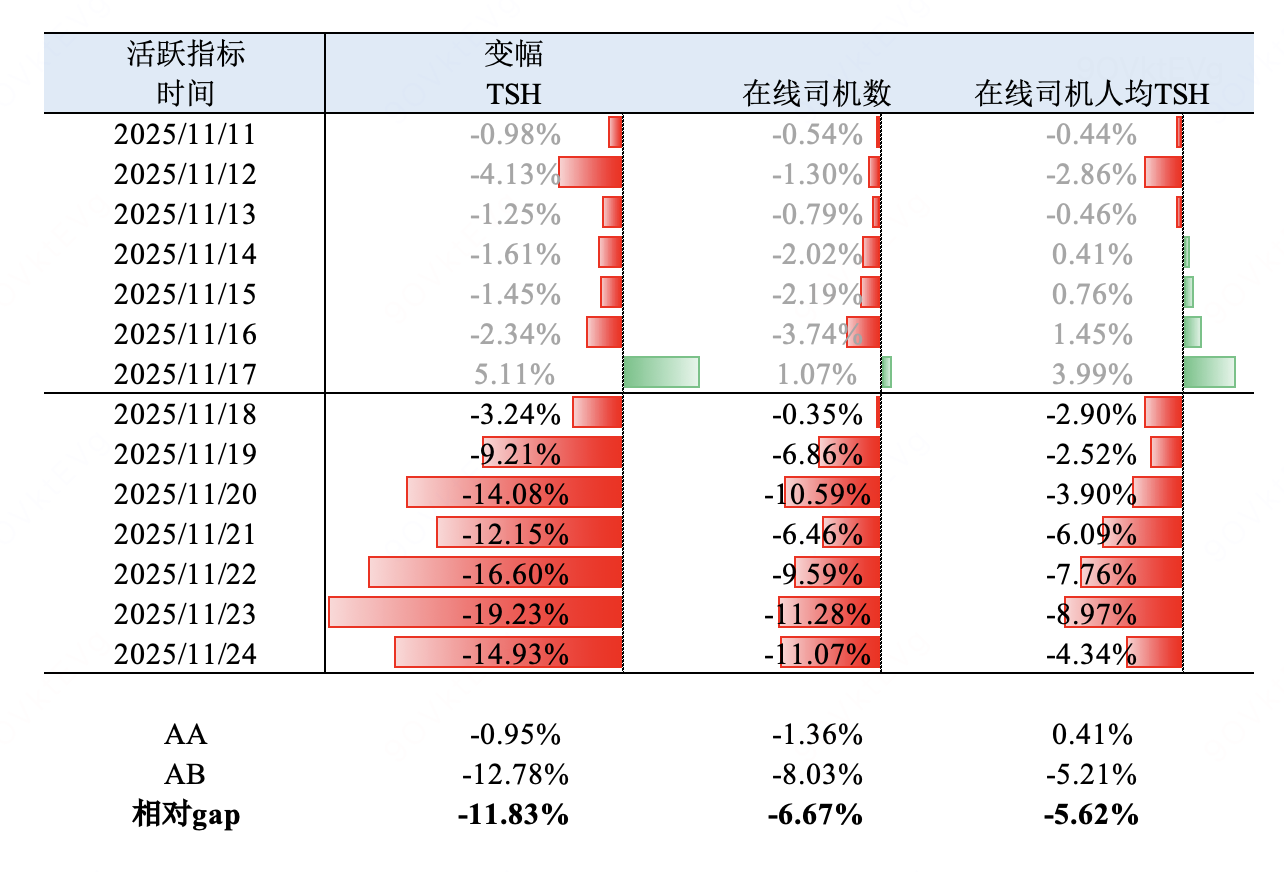 活跃指标 变幅
时间 TSH 在线司机数 在线司机人均TSH
2025/11/11 -0.98% -0.54% -0.44%
2025/11/12 -4.13% -1.30% -2.86%
2025/11/13 -1.25% -0.79% -0.46%
2025/11/14 -1.61% -2.02% 0.41%
2025/11/15 -1.45% -2.19% 0.76%
2025/11/16 -2.34% -3.74% 1.45%
2025/11/17 5.11% 1.07% 3.99%
2025/11/18 -3.24% -0.35% -2.90%
2025/11/19 -9.21% -6.86% -2.52%
2025/11/20 -14.08% -10.59% -3.90%
2025/11/21 -12.15% -6.46% -6.09%
2025/11/22 -16.60% -9.59% -7.76%
2025/11/23 -19.23% -11.28% -8.97%
2025/11/24 -14.93% -11.07% -4.34%
AA -0.95% -1.36% 0.41%
AB -12.78% -8.03% -5.21%
相对gap -11.83% -6.67% -5.62%